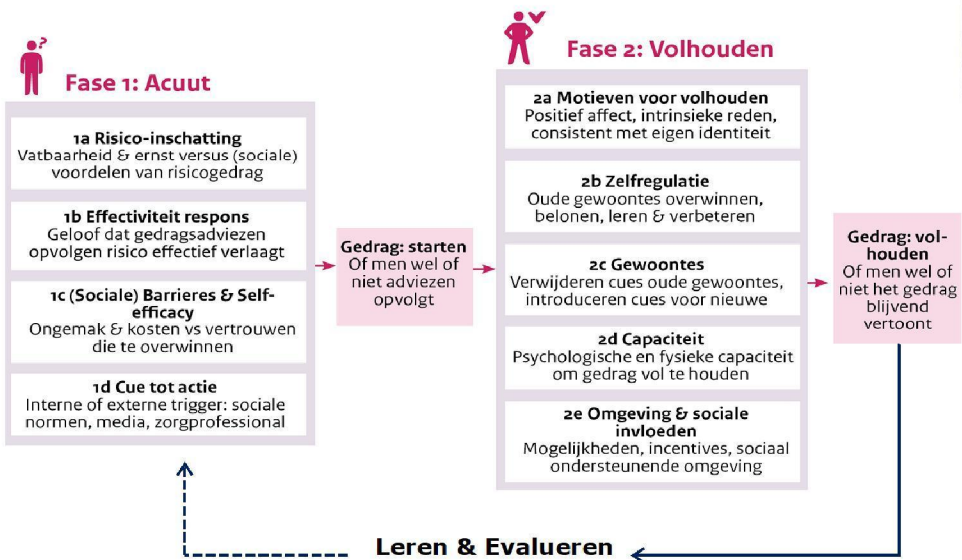 Fase 1: Acuut
1a Risico-inschatting
Vatbaarheid & ernst versus (sociale)
voordelen van risicogedrag
1b Effectiviteit respons
Geloof dat gedragsadviezen
opvolgen risico effectief verlaagt
1c (Sociale) Barrieres & Self-
efficacy
Ongemak & kosten vs vertrouwen
die te overwinnen
1d Cue tot actie
Interne of externe trigger: sociale
normen, media, zorgprofessional
Gedrag: starten
Of men wel of
niet adviezen
opvolgt
Fase 2: Volhouden
2a Motieven voor volhouden
Positief affect, intrinsieke reden,
consistent met eigen identiteit
2b Zelfregulatie
Oude gewoontes overwinnen,
belonen, leren & verbeteren
2c Gewoontes
Verwijderen cues oude gewoontes,
introduceren cues voor nieuwe
2d Capaciteit
Psychologische en fysieke capaciteit
om gedrag vol te houden
2e Omgeving & sociale
invloeden
Mogelijkheden, incentives, sociaal
ondersteunende omgeving
Gedrag: vol-
houden
Of men wel of
niet het gedrag
blijvend
vertoont
Leren & Evalueren